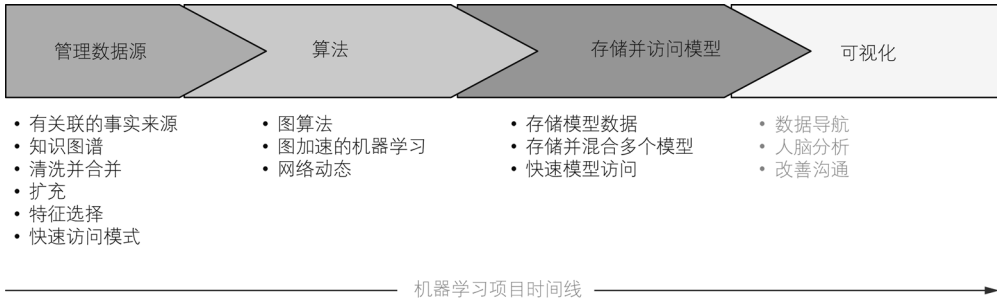 管理数据源
算法
存储并访问模型
可视化
• 有关联的事实来源
• 知识图谱
• 清洗并合并
• 扩充
• 特征选择
• 快速访问模式
• 图算法
• 图加速的机器学习
• 网络动态
• 存储模型数据
• 存储并混合多个模型
• 快速模型访问
• 数据导航
• 人脑分析
• 改善沟通
机器学习项目时间线